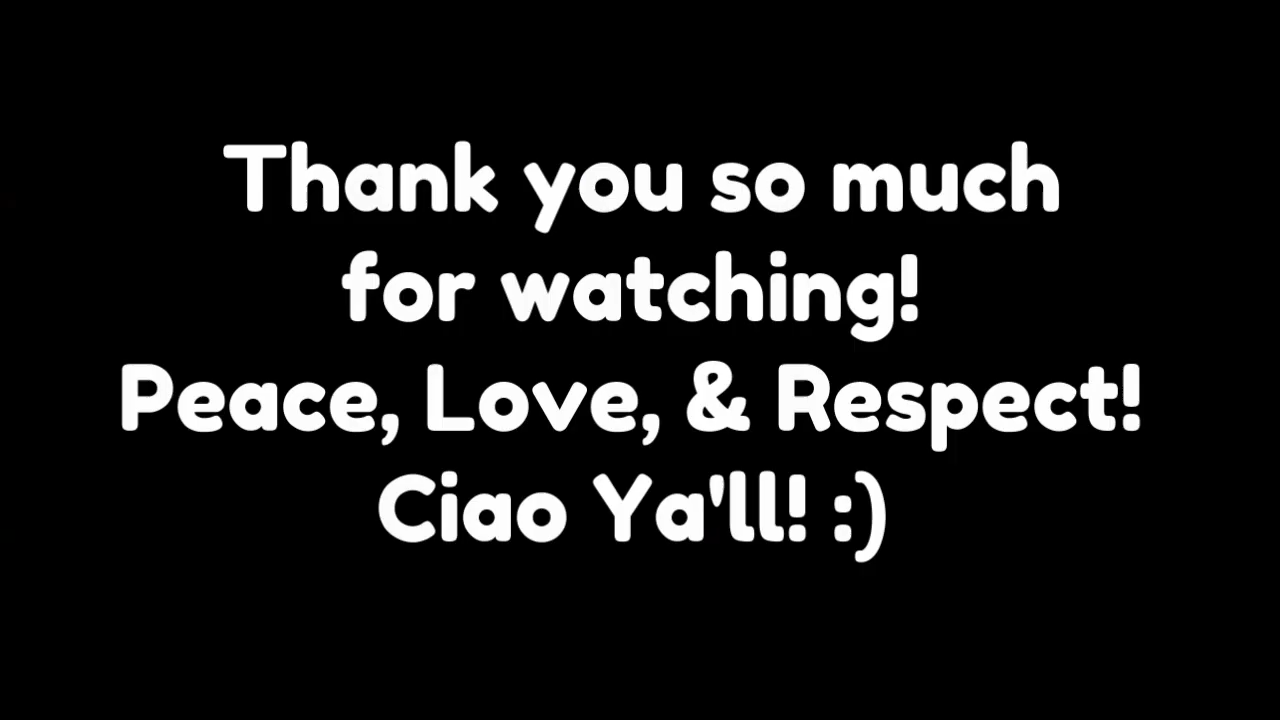 Thank you so much
for watching!
Peace, Love, & Respect!
Ciao Ya'll! :)